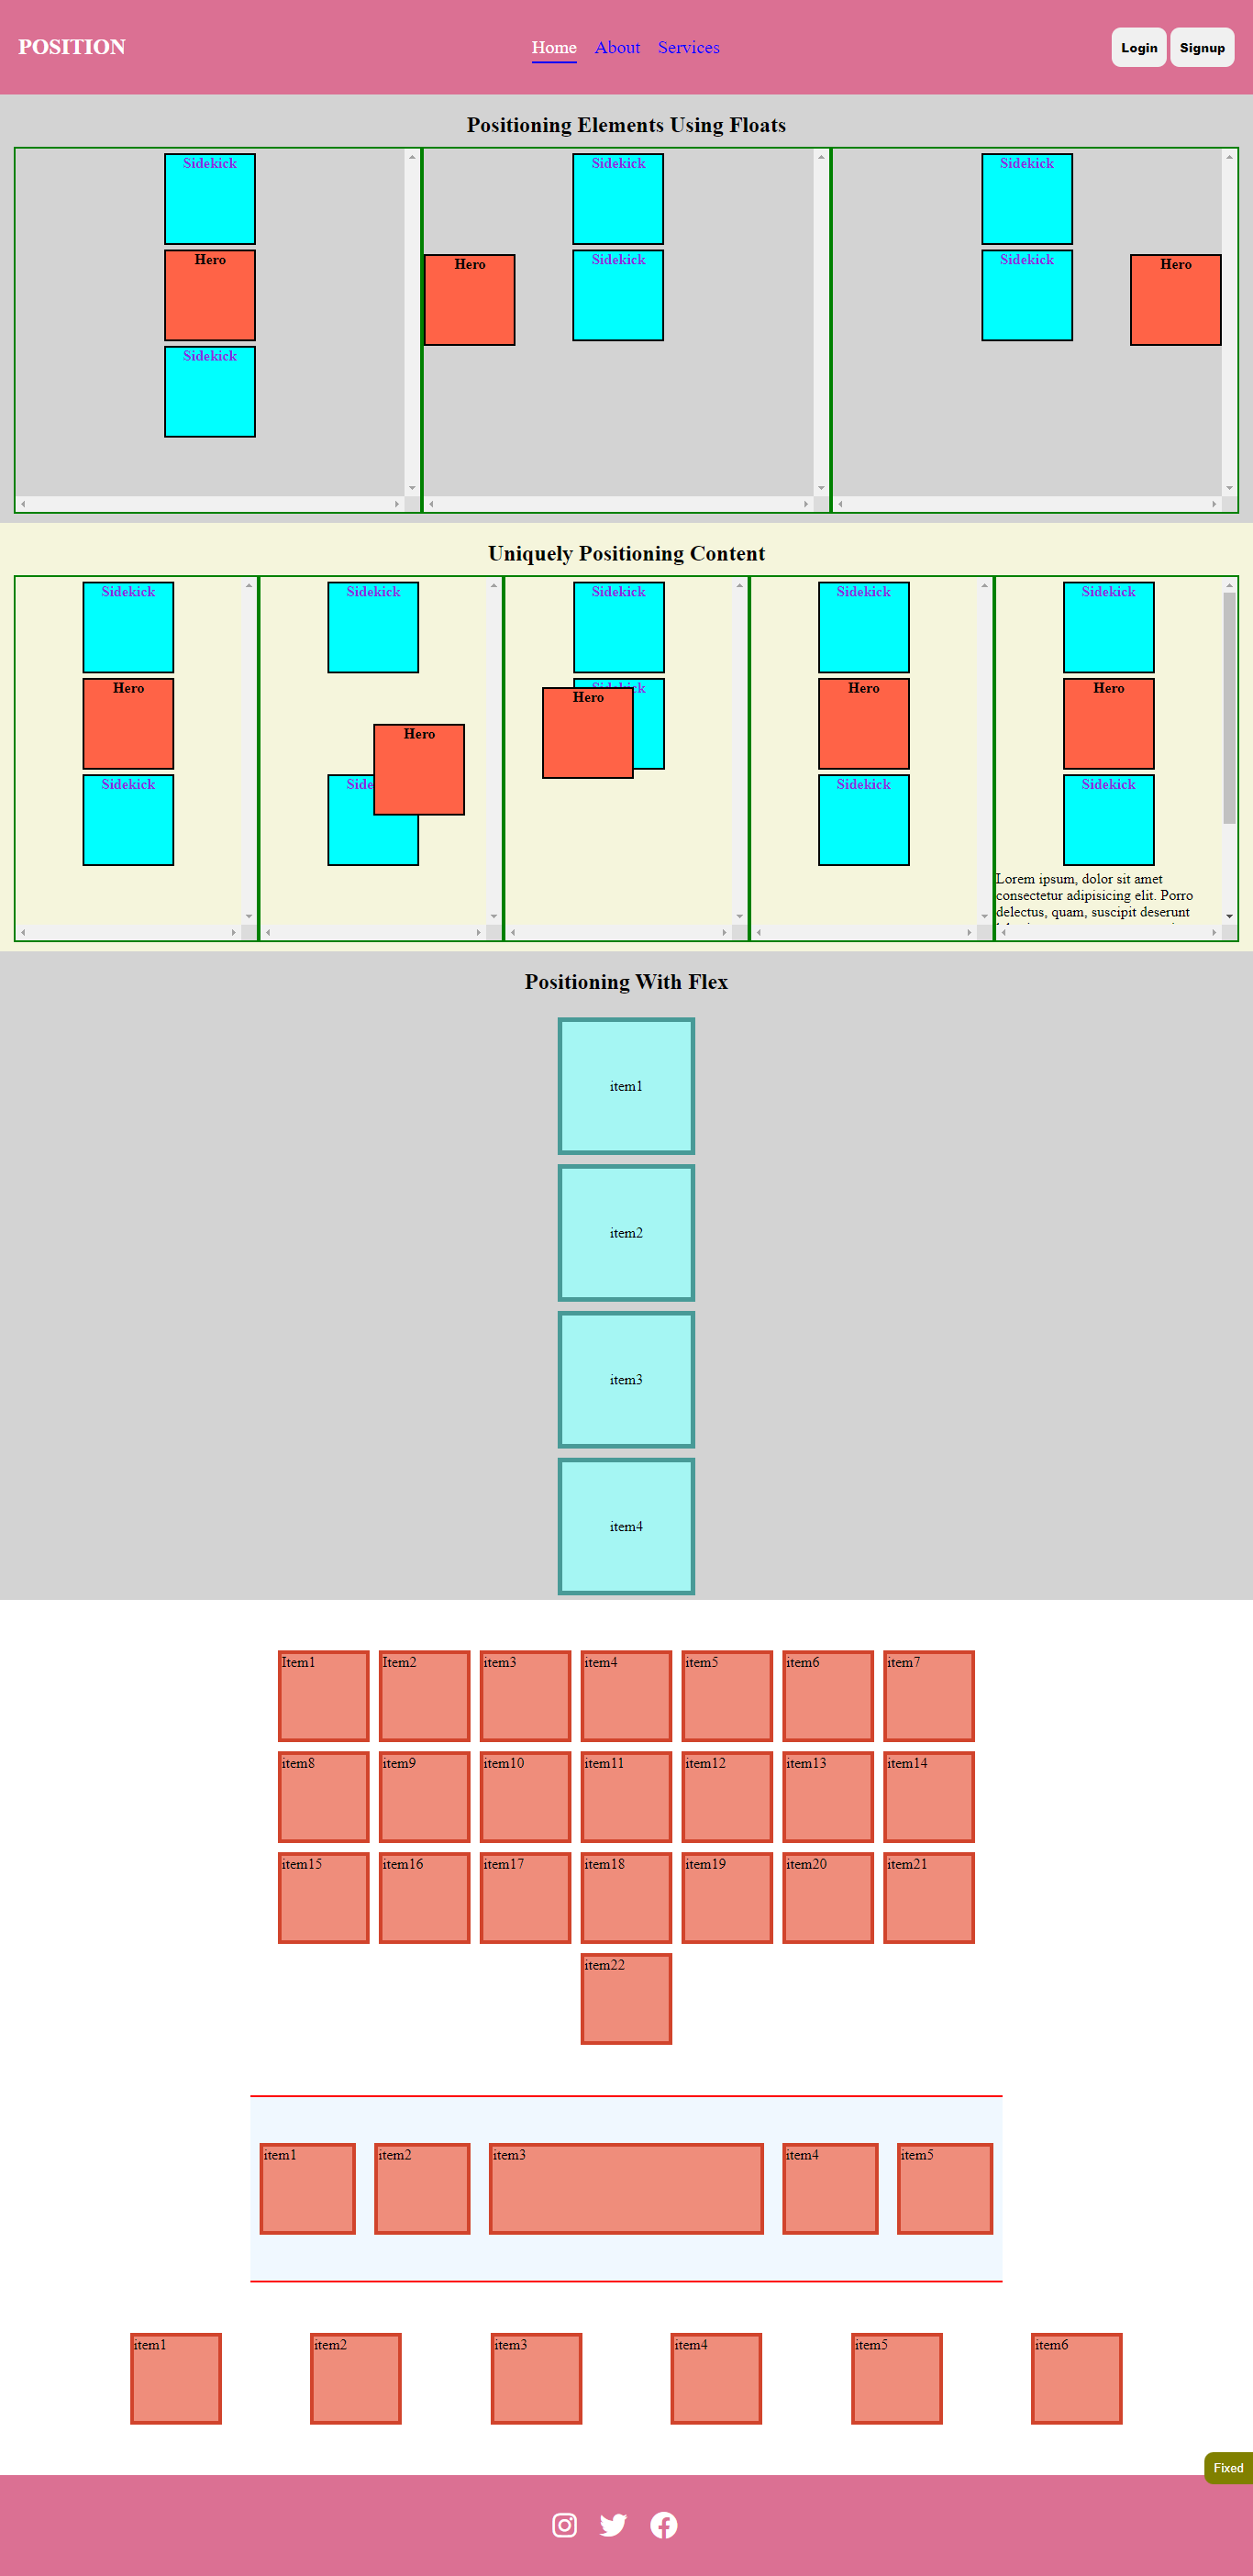 POSITION
Home About Services
Login Signup
Positioning Elements Using Floats
Sidekick
Hero
Sidekick
Sidekick
Hero
Sidekick
Sidekick
Sidekick
Hero
Uniquely Positioning Content
Sidekick
Hero
Sidekick
Sidekick
Hero
Side
Sidekick
Hero
Sidekick
Hero
Sidekick
Sidekick
Hero
Sidekick
Lorem ipsum, dolor sit amet
consectetur adipisicing elit. Porro
delectus, quam, suscipit deserunt
Positioning With Flex
item1
item2
item3
item4
Item1 Item2 item3 item4 item5 item6 item7
item8 item9 item10 item11 item12 item13 item14
item15 item16 item17 item18 item19 item20 item21
item22
item1 item2 item3 item4 item5
item1 item2 item3 item4 item5 item6
Fixed